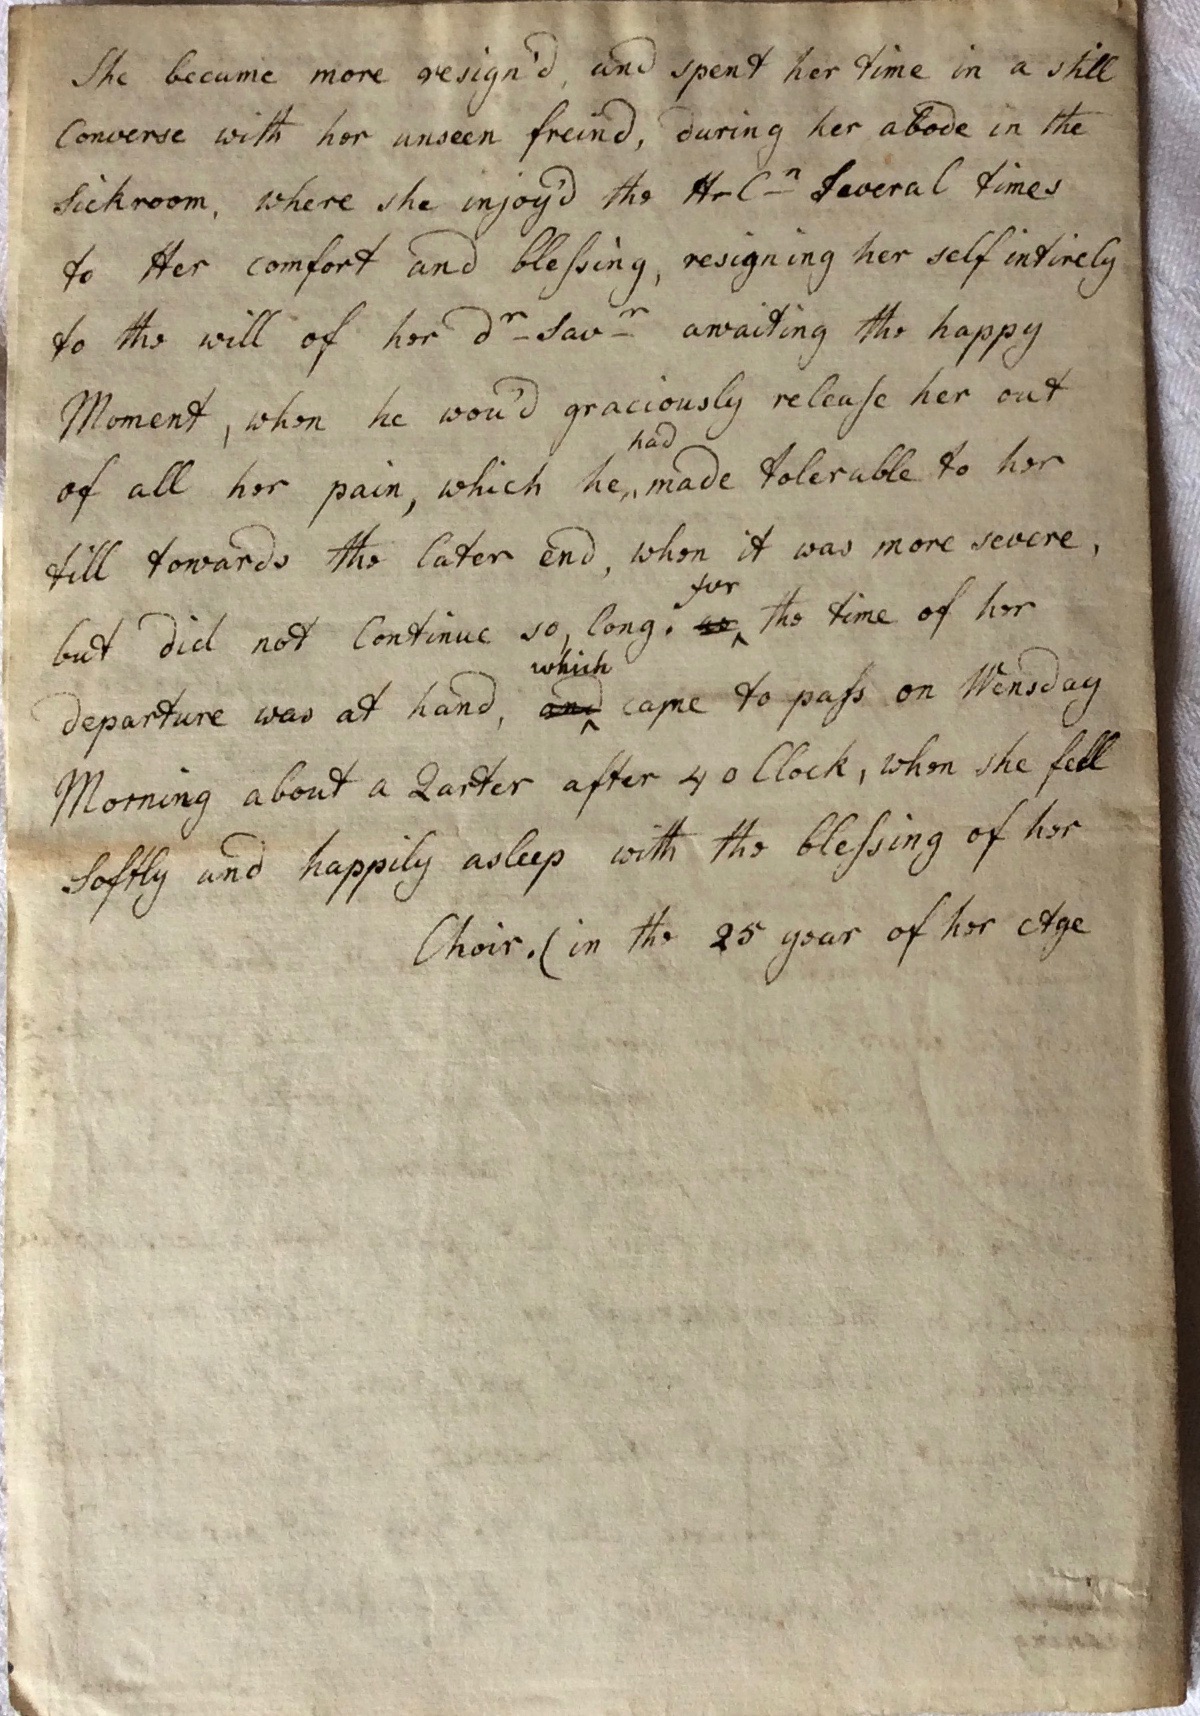 She became more resign'd, and spent her time in a still
Converse with her unseen freind, during her abode in the
Sickroom, where she injoy'd the H- Cn Several times
to Her comfort and bleſsing, resigning her self intirely
to the will of her dr Savr awaiting the happy
Moment, when he wou'd graciously releaſe her out
had
of all her pain, which he,, made tolerable to her
till towards the later end, when it was more severe,
for
but did not Continue so, long. ^ the time of her
which
departure was at hand, and ^ came to paſs on Wensday
Morning about a Qarter after 4 o Clock, when she fell
Softly and happily asleep with the bleſsing of her
Choir. ( in the 25 year of her Age